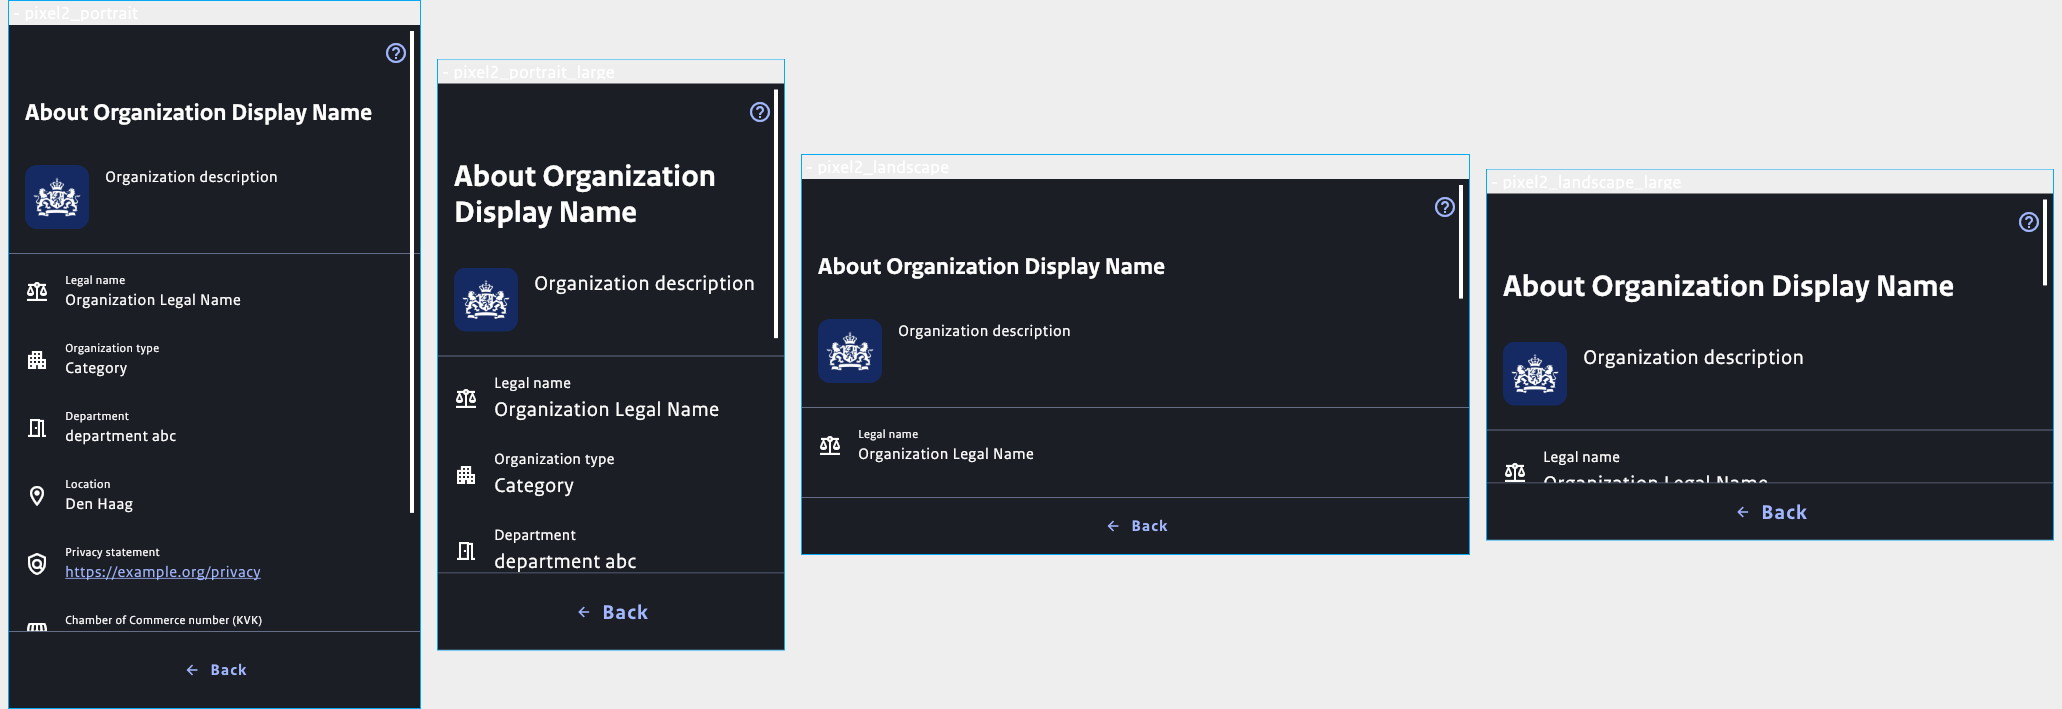 - pixel2_portrait
About Organization Display Name
Organization description
Legal name
Organization Legal Name
Organization type
Category
Department
department abc
Location
Den Haag
Privacy statement
https://example.org/privacy
Chamber of Commerce number (KVK)
← Back
- pixel2_portrait_large
About Organization
Display Name
Organization description
Legal name
Organization Legal Name
Organization type
Category
Department
department abc
← Back
- pixel2_landscape
About Organization Display Name
Organization description
Legal name
Organization Legal Name
← Back
- pixel2_landscape_large
About Organization Display Name
Organization description
Legal name
Organization Legal Name
← Back